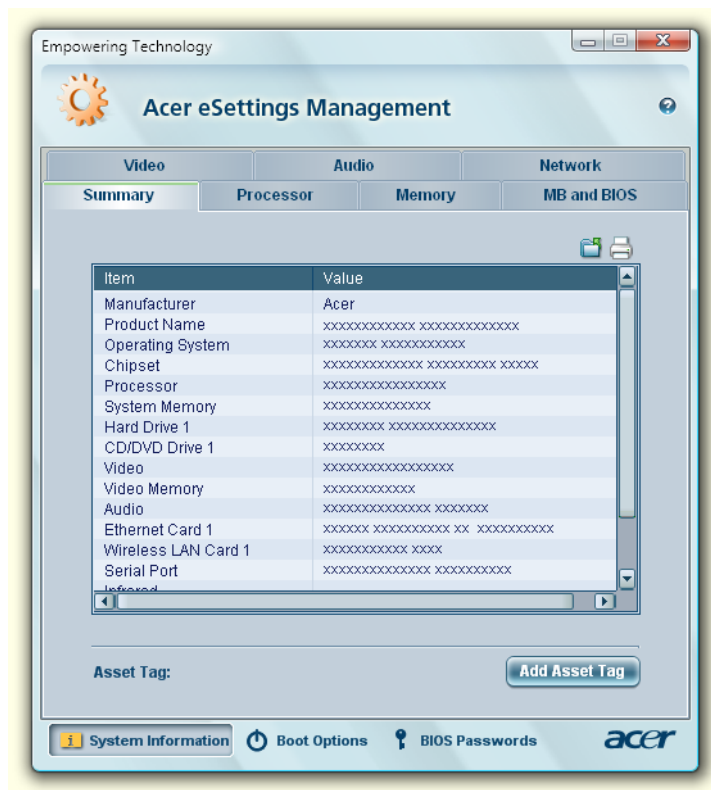 Empowering Technology
Acer eSettings Management
Video Audio Network
Summary Processor Memory MB and BIOS
Item Value
Manufacturer Acer
Product Name xxxxxxxxxxxx xxxxxxxxxxxxx
Operating System xxxxxxx xxxxxxxxxxx
Chipset xxxxxxxxxxxxx xxxxxxxxx xxxxx
Processor xxxxxxxxxxxxxxxx
System Memory xxxxxxxxxxxxxx
Hard Drive 1 xxxxxxxx xxxxxxxxxxxxxx
CD/DVD Drive 1 xxxxxxxx
Video xxxxxxxxxxxxxxxxx
Video Memory xxxxxxxxxxxx
Audio xxxxxxxxxxxxxx xxxxxxx
Ethernet Card 1 xxxxxx xxxxxxxxxx xx xxxxxxxxxx
Wireless LAN Card 1 xxxxxxxxxxx xxxx
Serial Port xxxxxxxxxxxxxx xxxxxxxxxx
Infrared
Asset Tag: Add Asset Tag
System Information Boot Options BIOS Passwords acer